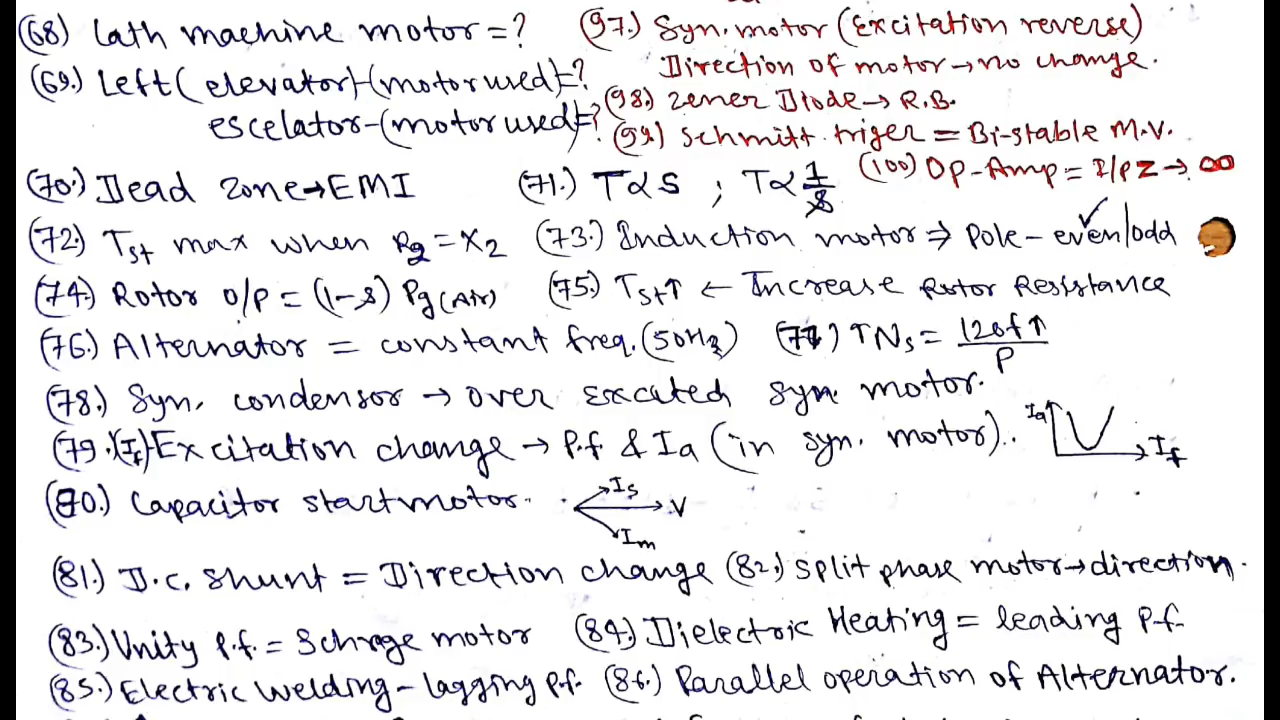 (68) Lath machine motor = ?
(69.) Left (elevator) - (motor used) = ?
escelator - (motor used) = ?
(97.) Syn. motor (Excitation reverse)
Direction of motor → no change.
(98.) Zener Diode → R.B.
(99) Schmitt triger = Bi-stable M.V.
(100) Op-Amp = I/P Z → ∞
(70.) Dead zone → EMI (71.) T∝S ; T∝1/S
(72.) Tst max when R2 = X2 (73.) Induction motor ⇒ Pole - even✓/odd
(74.) Rotor O/P = (1-s) Pg (Air) (75.) Tst↑ ← Increase Rotor Resistance
(76.) Alternator = constant freq. (50Hz) (77.) ↑Ns = 120f↑/P
(78.) Syn. condensor → over excated syn. motor.
(79.) (If) Excitation change → P.f & Ia (in syn. motor).. Ia If
(80.) Capacitor start motor. Is V Im
(81.) D.C. shunt = Direction change (82.) split phase motor → direction.
(83.) Unity P.f. = Schrage motor (84.) Dielectric Heating = leading P.f.
(85.) Electric welding - lagging P.f. (86.) Parallel operation of Alternator.